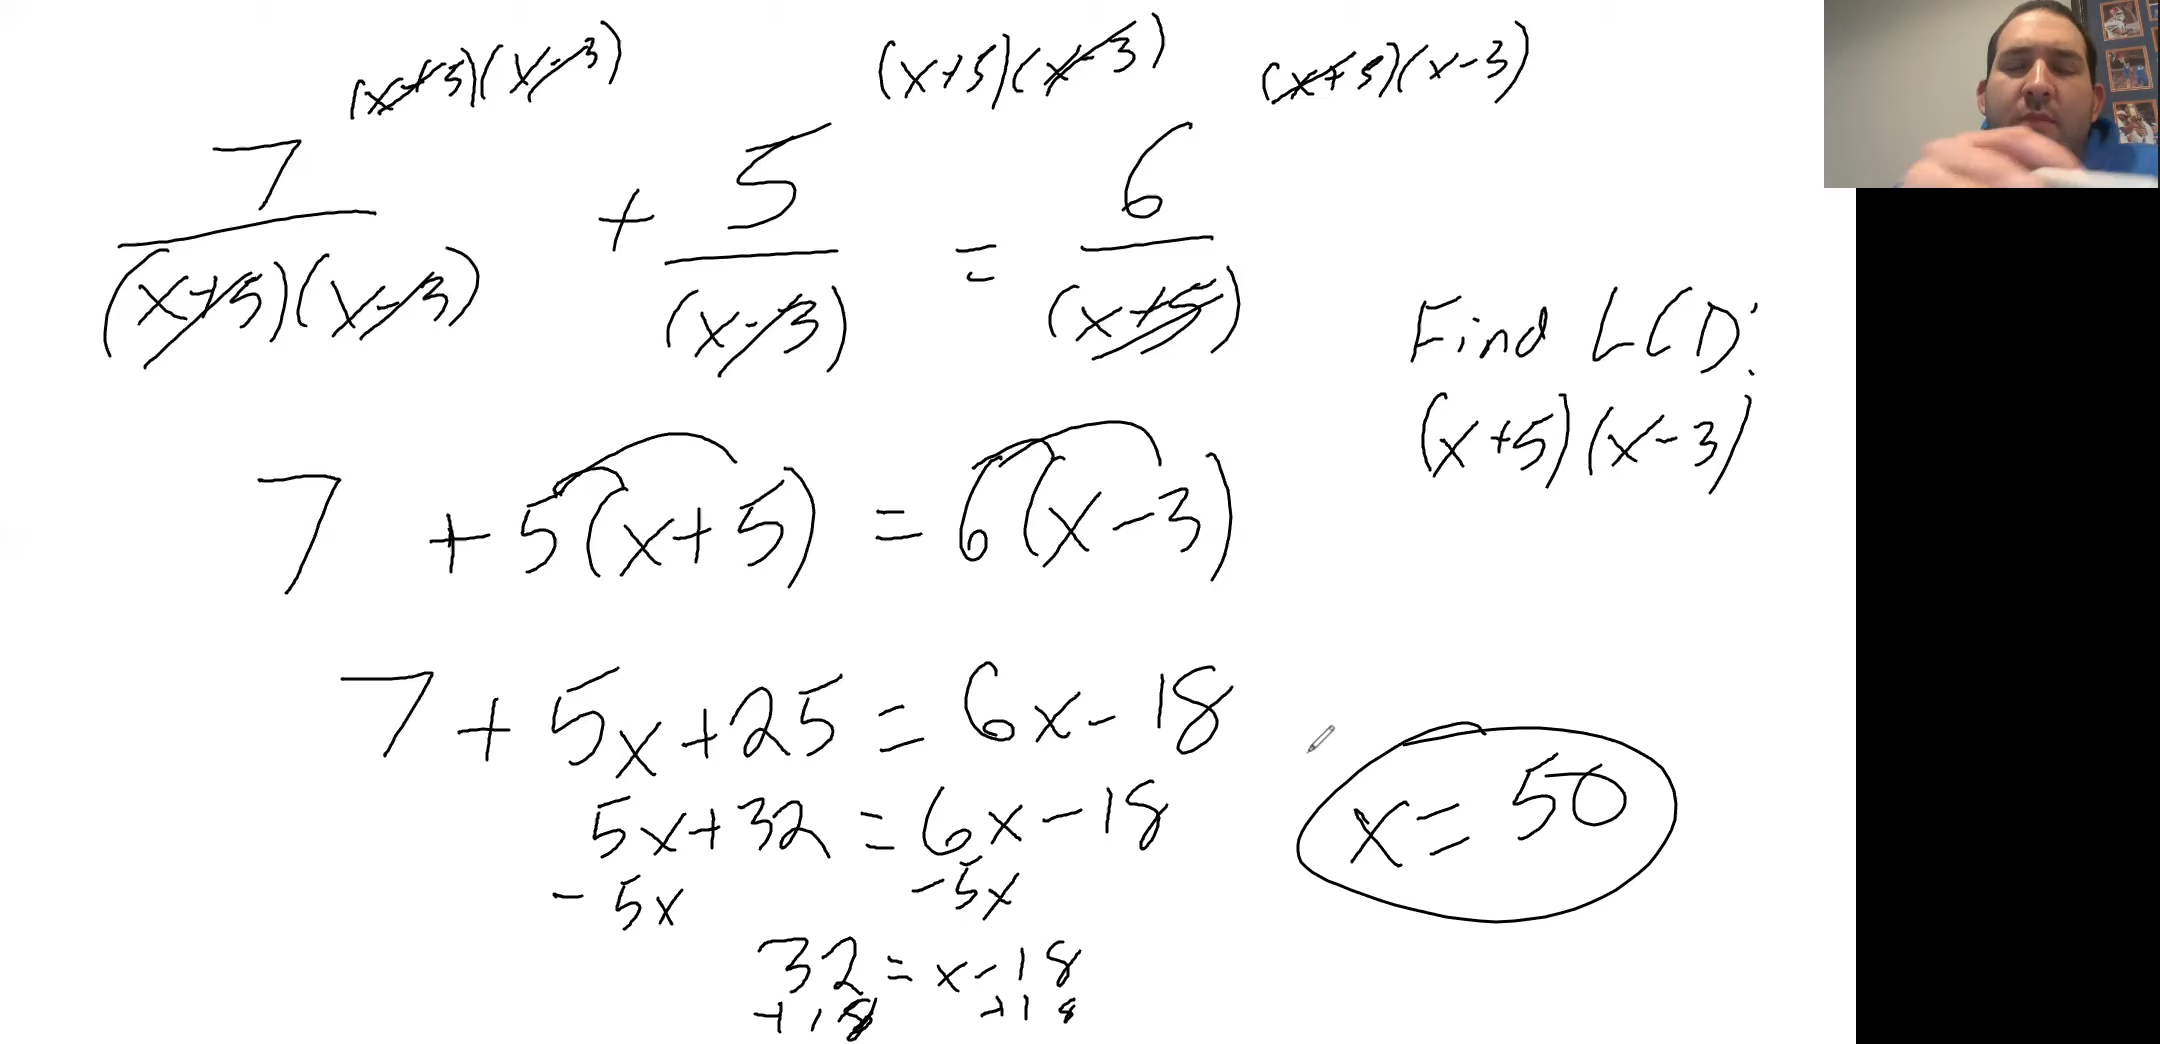 (x+5)(x-3) (x+5)(x-3) (x+5)(x-3)
7/((x+5)(x-3)) + 5/(x-3) = 6/(x+5)
Find LCD:
(x+5)(x-3)
7 + 5(x+5) = 6(x-3)
7 + 5x + 25 = 6x - 18
5x + 32 = 6x - 18
- 5x - 5x
32 = x - 18
+18 +18
x = 50